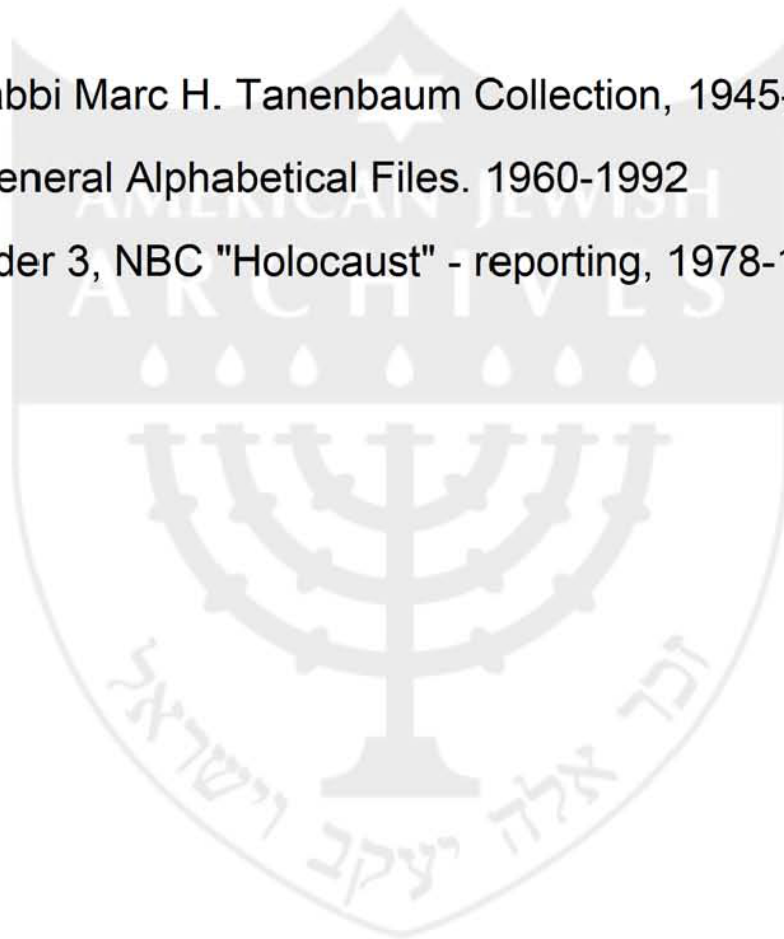 abbi Marc H. Tanenbaum Collection, 1945-
eneral Alphabetical Files. 1960-1992
AMERICAN JEWISH
der 3, NBC "Holocaust" - reporting, 1978-1
ARCHIVES
זכר אלה יעקב וישראל